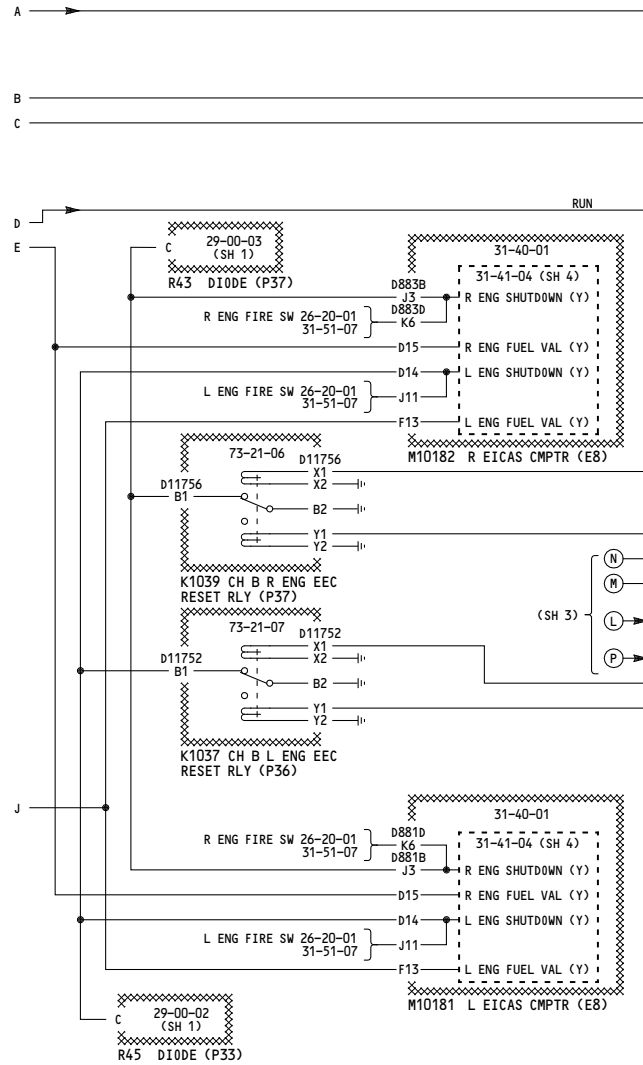 A
B
C
RUN
D
E
C
29-00-03
(SH 1)
R43 DIODE (P37)
31-40-01
31-41-04 (SH 4)
D883B
J3
R ENG SHUTDOWN (Y)
D883D
R ENG FIRE SW 26-20-01
K6
31-51-07
D15
R ENG FUEL VAL (Y)
D14
L ENG SHUTDOWN (Y)
L ENG FIRE SW 26-20-01
J11
31-51-07
F13
L ENG FUEL VAL (Y)
M10182 R EICAS CMPTR (E8)
73-21-06
D11756
X1
X2
D11756
B1
B2
Y1
Y2
K1039 CH B R ENG EEC
RESET RLY (P37)
N
M
(SH 3)
L
P
73-21-07
D11752
X1
X2
D11752
B1
B2
Y1
Y2
K1037 CH B L ENG EEC
RESET RLY (P36)
J
31-40-01
31-41-04 (SH 4)
D881D
R ENG FIRE SW 26-20-01
K6
31-51-07
D881B
J3
R ENG SHUTDOWN (Y)
D15
R ENG FUEL VAL (Y)
D14
L ENG SHUTDOWN (Y)
L ENG FIRE SW 26-20-01
J11
31-51-07
F13
L ENG FUEL VAL (Y)
M10181 L EICAS CMPTR (E8)
C
29-00-02
(SH 1)
R45 DIODE (P33)